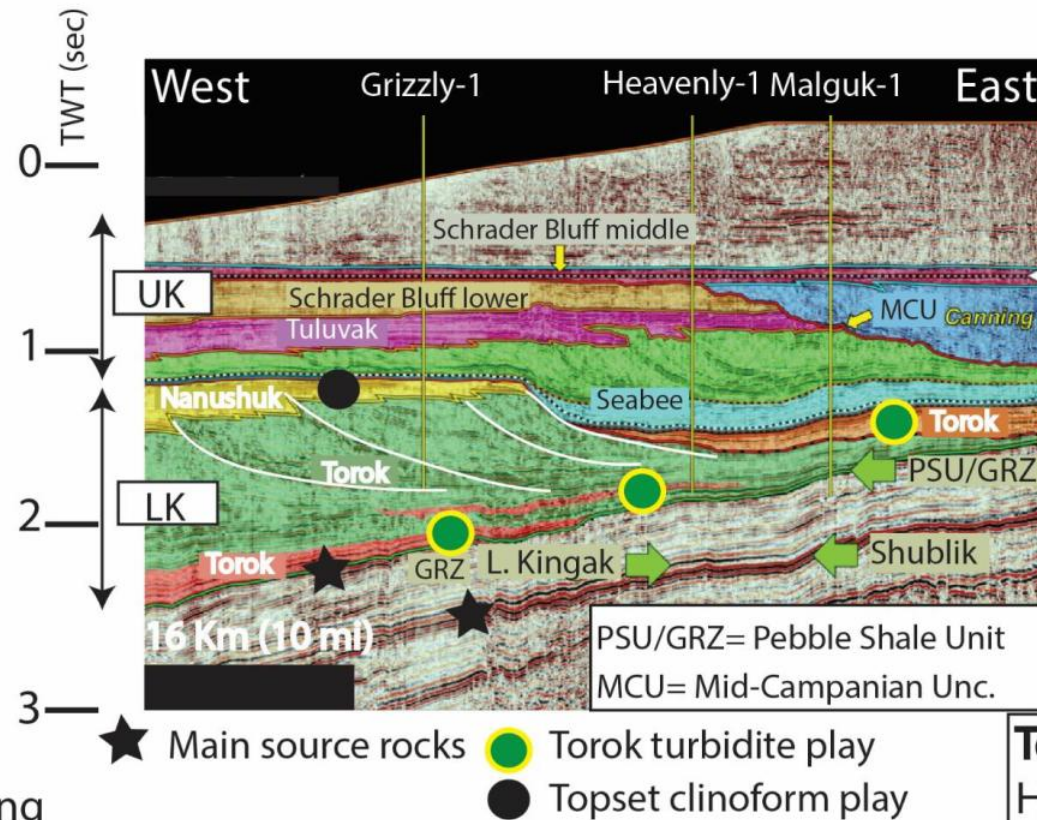 TWT (sec)
West
Grizzly-1
Heavenly-1 Malguk-1
East
0
Schrader Bluff middle
UK
Schrader Bluff lower
MCU
Canning
Tuluvak
1
Nanushuk
Seabee
Torok
Torok
PSU/GRZ
LK
2
Torok
GRZ
L. Kingak
Shublik
16 Km (10 mi)
PSU/GRZ= Pebble Shale Unit
MCU= Mid-Campanian Unc.
3
Main source rocks
Torok turbidite play
Topset clinoform play